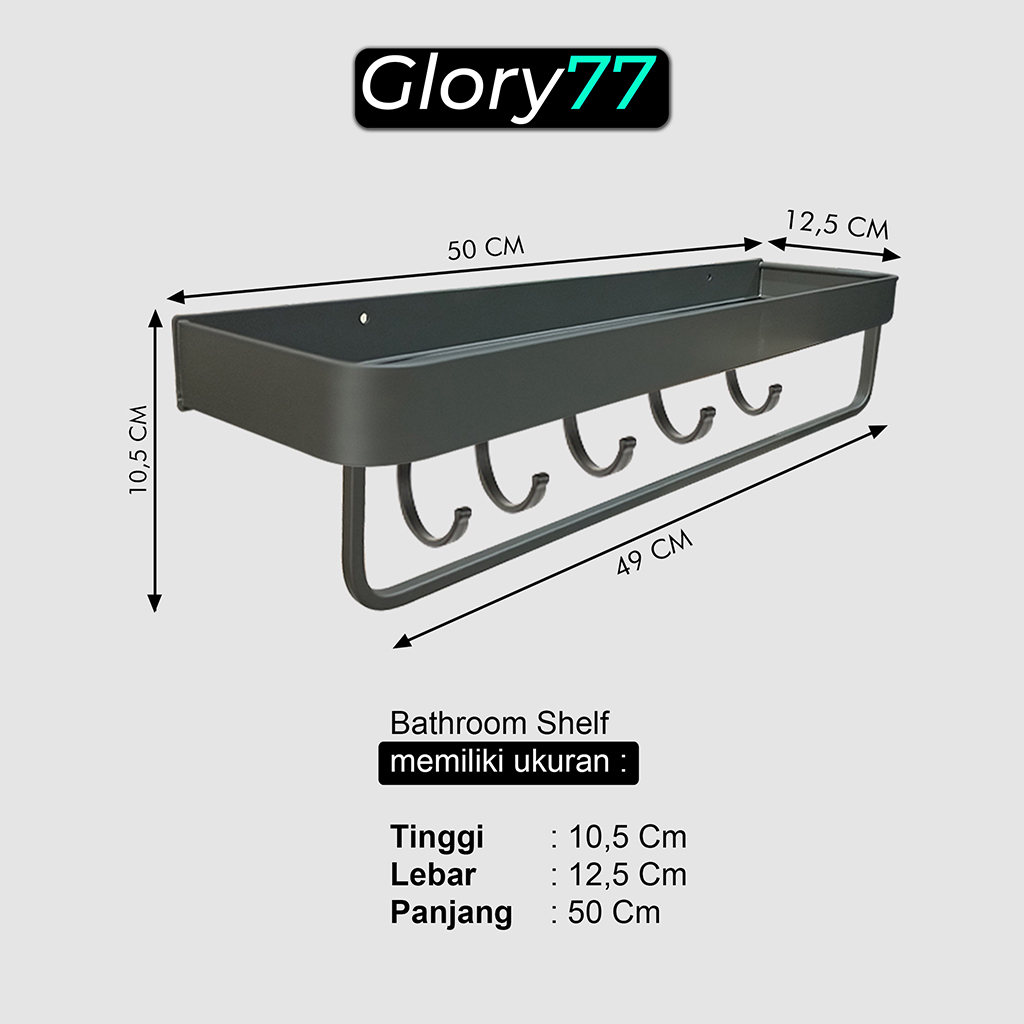 Glory77
50 CM
12,5 CM
10,5 CM
49 CM
Bathroom Shelf
memiliki ukuran :
Tinggi : 10,5 Cm
Lebar : 12,5 Cm
Panjang : 50 Cm